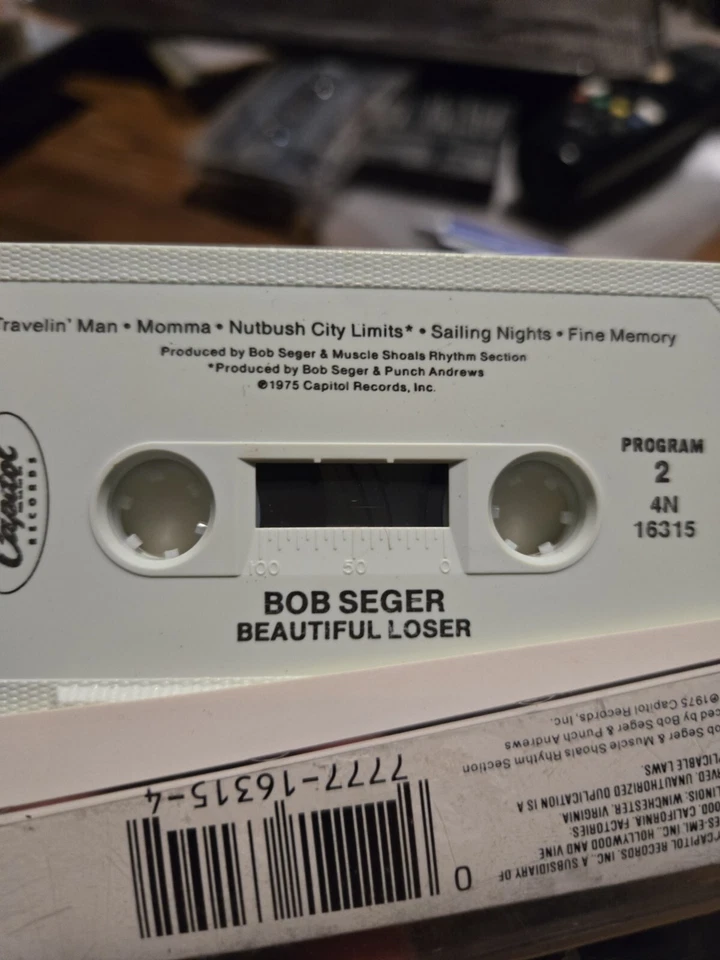 Travelin' Man • Momma • Nutbush City Limits* • Sailing Nights • Fine Memory
Produced by Bob Seger & Muscle Shoals Rhythm Section
*Produced by Bob Seger & Punch Andrews
℗1975 Capitol Records, Inc.
Capitol
RECORDS
PROGRAM
2
4N
16315
100 50 0
BOB SEGER
BEAUTIFUL LOSER
0
7777-16315-4
CAPITOL RECORDS, INC., A SUBSIDIARY OF
ES-EMI, INC., HOLLYWOOD AND VINE
OOD, CALIFORNIA. FACTORIES:
LINOIS; WINCHESTER, VIRGINIA.
RVED. UNAUTHORIZED DUPLICATION IS A
PLICABLE LAWS.
ob Seger & Muscle Shoals Rhythm Section
ced by Bob Seger & Punch Andrews
℗1975 Capitol Records, Inc.